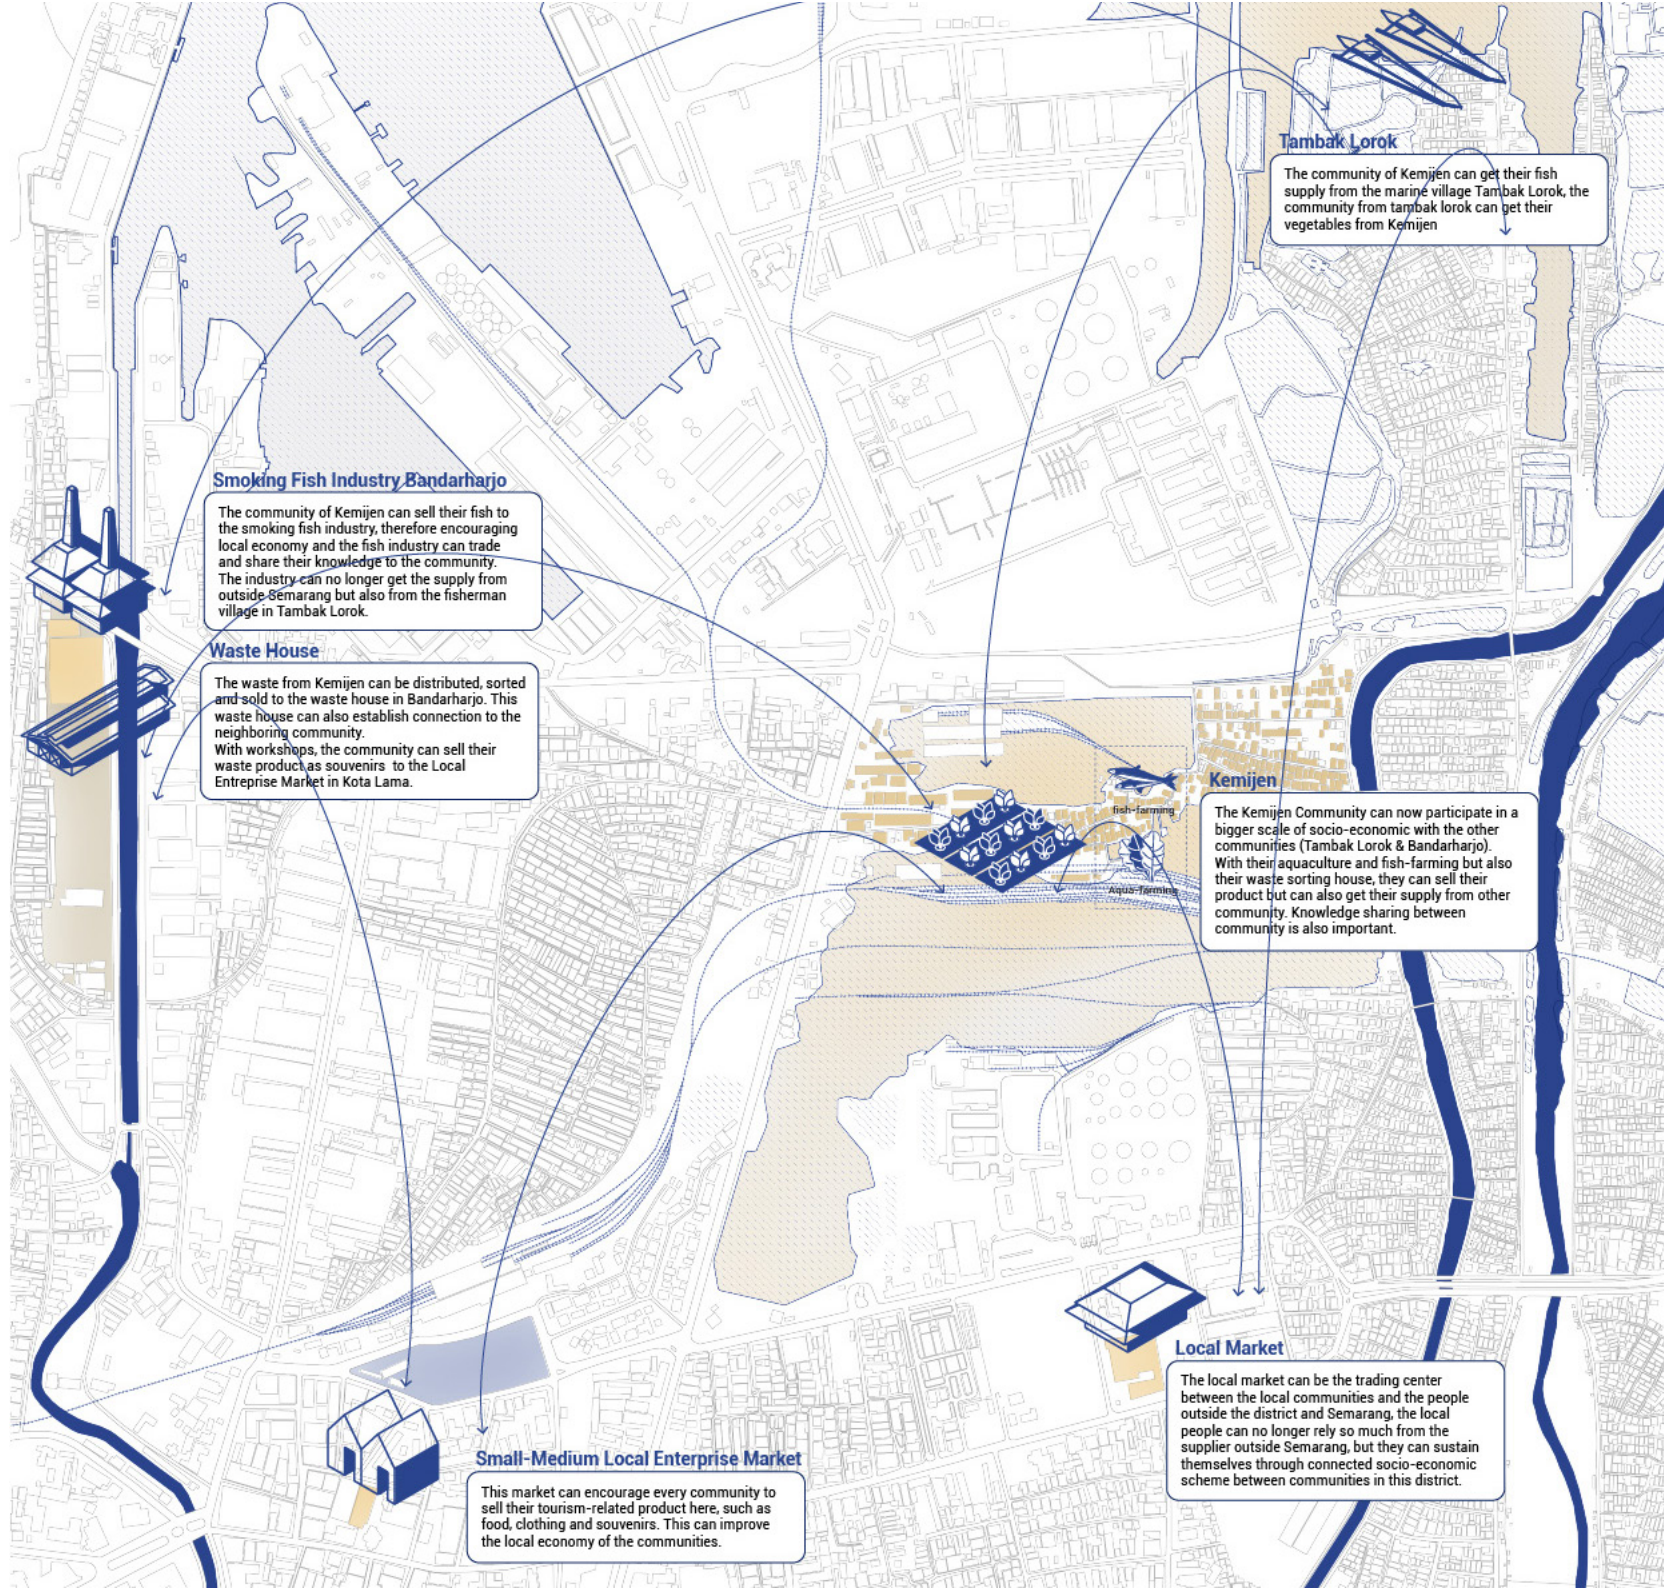 Tambak Lorok
The community of Kemijen can get their fish
supply from the marine village Tambak Lorok, the
community from tambak lorok can get their
vegetables from Kemijen
Smoking Fish Industry Bandarharjo
The community of Kemijen can sell their fish to
the smoking fish industry, therefore encouraging
local economy and the fish industry can trade
and share their knowledge to the community.
The industry can no longer get the supply from
outside Semarang but also from the fisherman
village in Tambak Lorok.
Waste House
The waste from Kemijen can be distributed, sorted
and sold to the waste house in Bandarharjo. This
waste house can also establish connection to the
neighboring community.
With workshops, the community can sell their
waste product as souvenirs to the Local
Entreprise Market in Kota Lama.
fish-farming
Aqua-farming
Kemijen
The Kemijen Community can now participate in a
bigger scale of socio-economic with the other
communities (Tambak Lorok & Bandarharjo).
With their aquaculture and fish-farming but also
their waste sorting house, they can sell their
product but can also get their supply from other
community. Knowledge sharing between
community is also important.
Local Market
The local market can be the trading center
between the local communities and the people
outside the district and Semarang, the local
people can no longer rely so much from the
supplier outside Semarang, but they can sustain
themselves through connected socio-economic
scheme between communities in this district.
Small-Medium Local Enterprise Market
This market can encourage every community to
sell their tourism-related product here, such as
food, clothing and souvenirs. This can improve
the local economy of the communities.